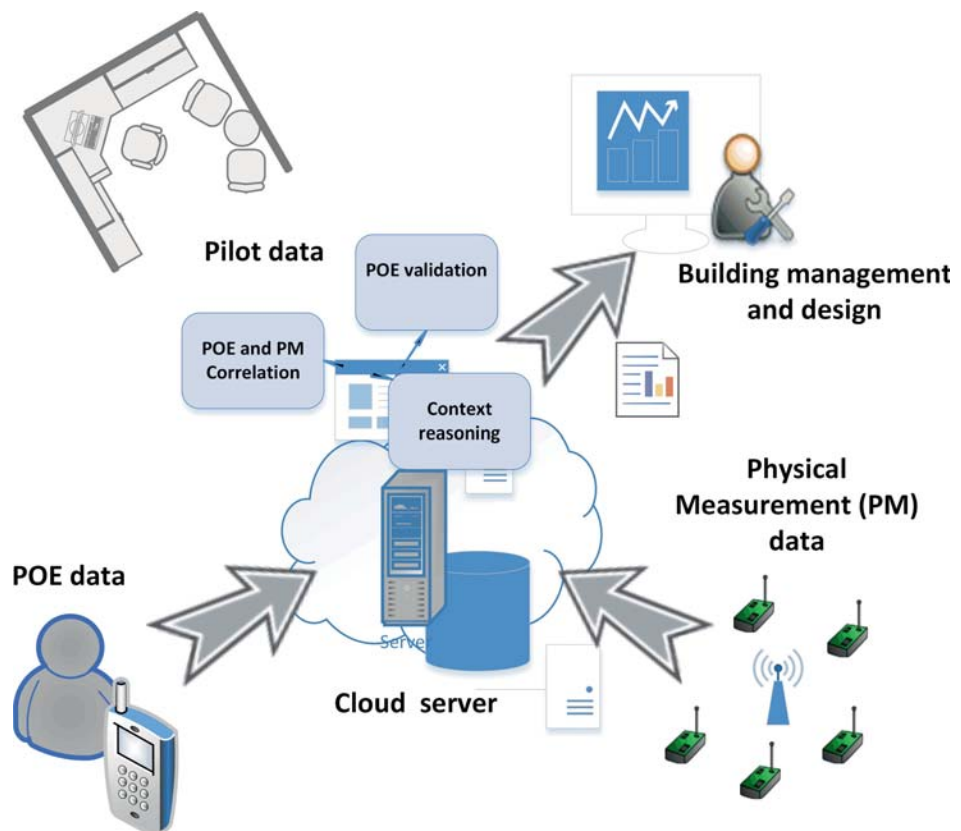 Pilot data
POE validation
Building management
and design
POE and PM
Correlation
Context
reasoning
Physical
Measurement (PM)
data
POE data
Server
Cloud server